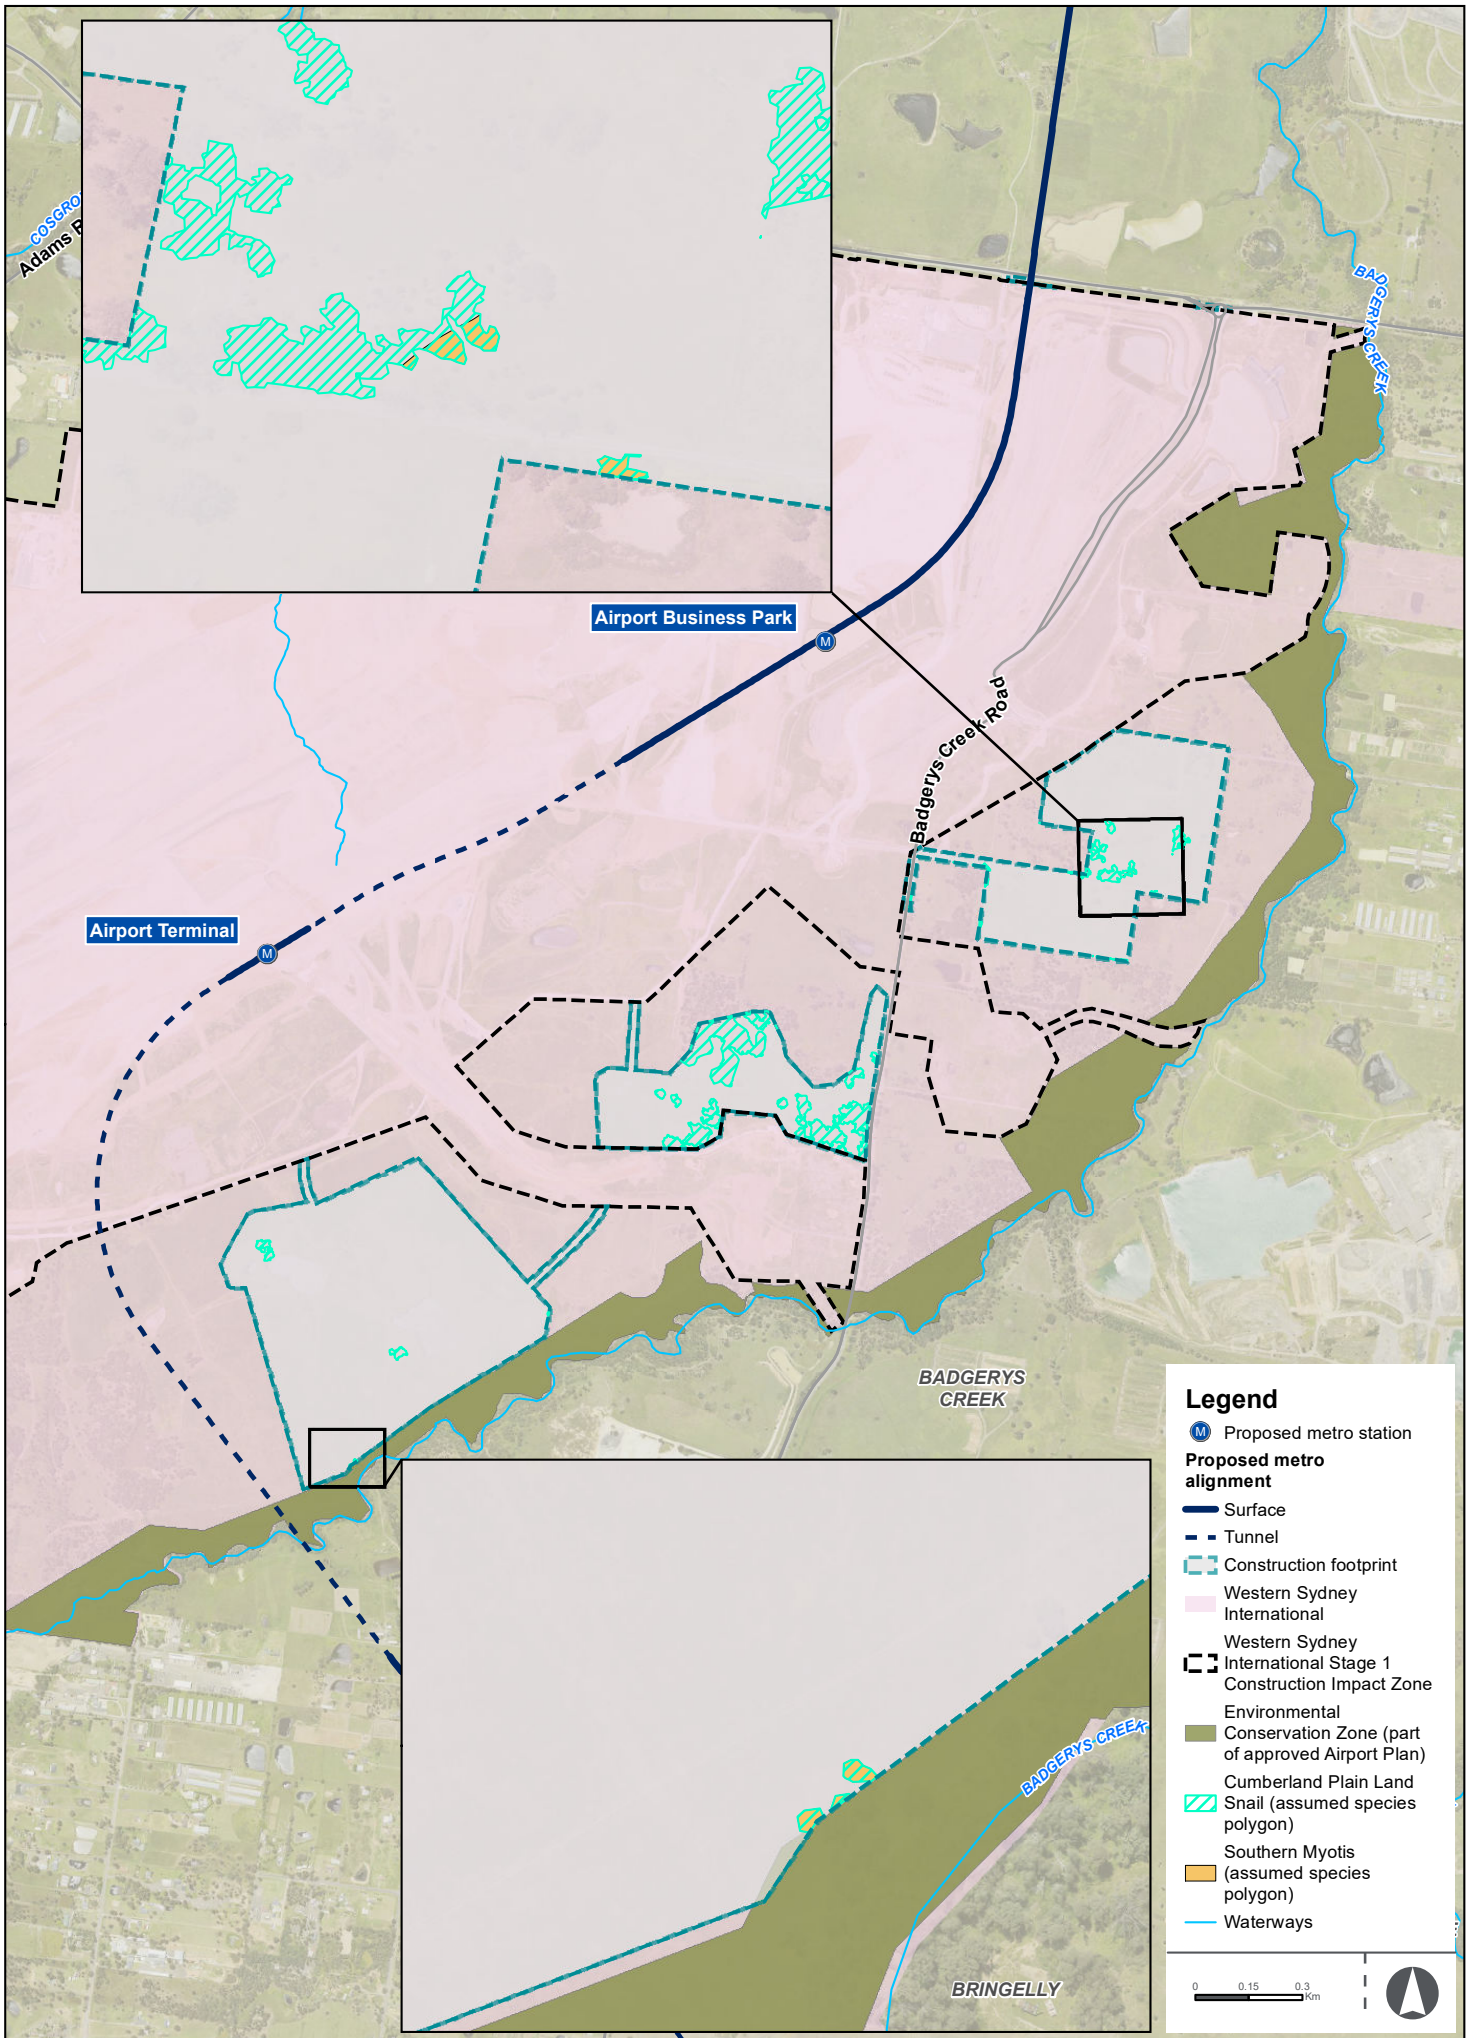 COSGRO
Adams R
BADGERYS CREEK
Airport Business Park
M
Badgerys Creek Road
Airport Terminal
M
BADGERYS
CREEK
BADGERYS CREEK
BRINGELLY
Legend
M Proposed metro station
Proposed metro
alignment
Surface
Tunnel
Construction footprint
Western Sydney
International
Western Sydney
International Stage 1
Construction Impact Zone
Environmental
Conservation Zone (part
of approved Airport Plan)
Cumberland Plain Land
Snail (assumed species
polygon)
Southern Myotis
(assumed species
polygon)
Waterways
0 0.15 0.3
Km